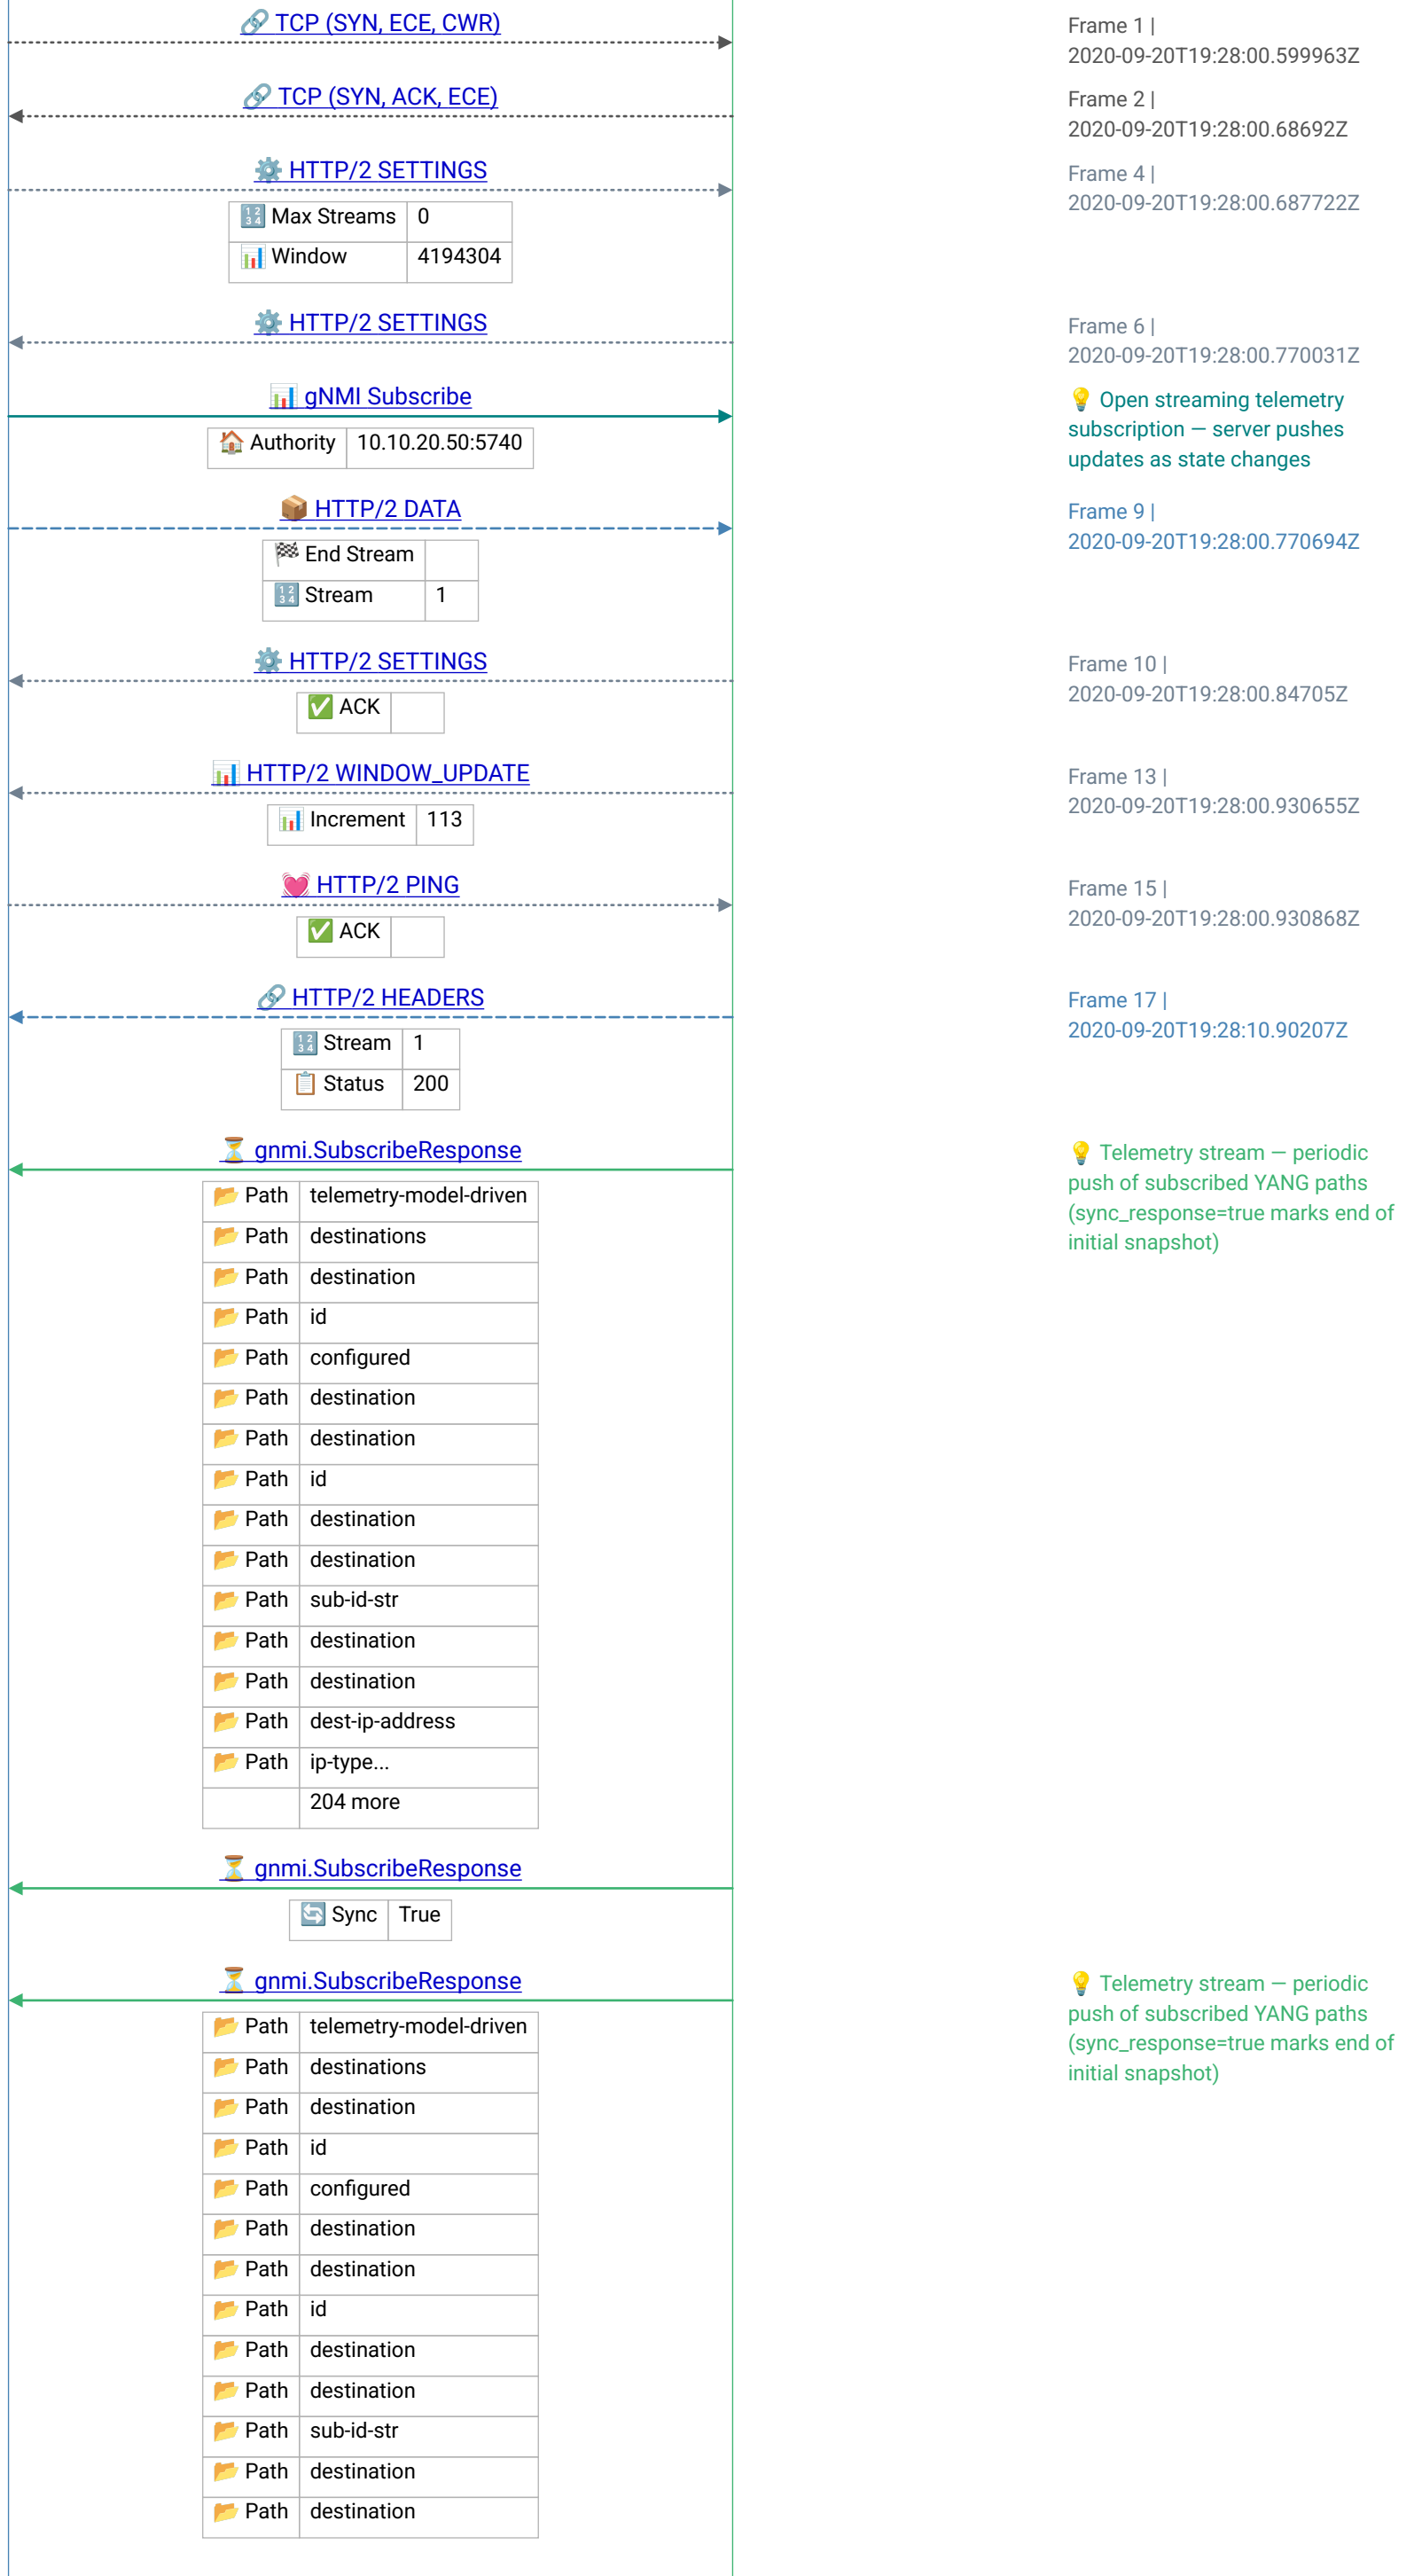 🔗 TCP (SYN, ECE, CWR)
Frame 1 |
2020-09-20T19:28:00.599963Z
🔗 TCP (SYN, ACK, ECE)
Frame 2 |
2020-09-20T19:28:00.68692Z
⚙️ HTTP/2 SETTINGS
Frame 4 |
2020-09-20T19:28:00.687722Z
🔢 Max Streams 0
📊 Window 4194304
⚙️ HTTP/2 SETTINGS
Frame 6 |
2020-09-20T19:28:00.770031Z
📊 gNMI Subscribe
💡 Open streaming telemetry
subscription — server pushes
updates as state changes
🏠 Authority 10.10.20.50:5740
📦 HTTP/2 DATA
Frame 9 |
2020-09-20T19:28:00.770694Z
🏁 End Stream
🔢 Stream 1
⚙️ HTTP/2 SETTINGS
Frame 10 |
2020-09-20T19:28:00.84705Z
✅ ACK
📊 HTTP/2 WINDOW_UPDATE
Frame 13 |
2020-09-20T19:28:00.930655Z
📊 Increment 113
💓 HTTP/2 PING
Frame 15 |
2020-09-20T19:28:00.930868Z
✅ ACK
🔗 HTTP/2 HEADERS
Frame 17 |
2020-09-20T19:28:10.90207Z
🔢 Stream 1
📋 Status 200
⏳ gnmi.SubscribeResponse
💡 Telemetry stream — periodic
push of subscribed YANG paths
(sync_response=true marks end of
initial snapshot)
📂 Path telemetry-model-driven
📂 Path destinations
📂 Path destination
📂 Path id
📂 Path configured
📂 Path destination
📂 Path destination
📂 Path id
📂 Path destination
📂 Path destination
📂 Path sub-id-str
📂 Path destination
📂 Path destination
📂 Path dest-ip-address
📂 Path ip-type...
204 more
⏳ gnmi.SubscribeResponse
🔄 Sync True
⏳ gnmi.SubscribeResponse
💡 Telemetry stream — periodic
push of subscribed YANG paths
(sync_response=true marks end of
initial snapshot)
📂 Path telemetry-model-driven
📂 Path destinations
📂 Path destination
📂 Path id
📂 Path configured
📂 Path destination
📂 Path destination
📂 Path id
📂 Path destination
📂 Path destination
📂 Path sub-id-str
📂 Path destination
📂 Path destination